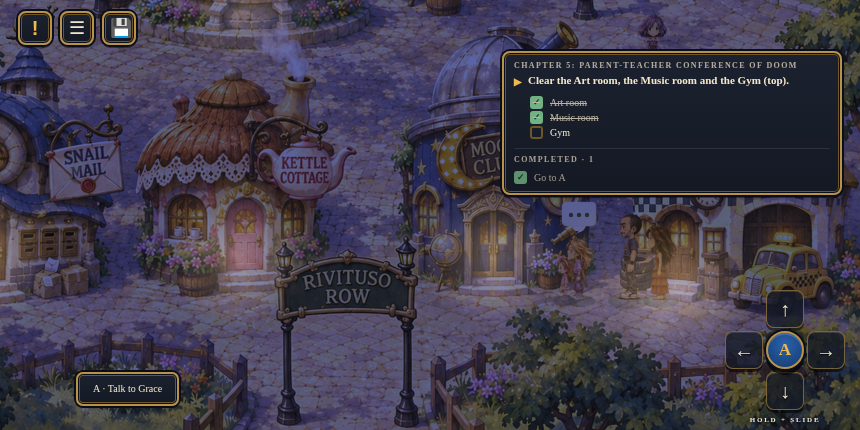 !
CHAPTER 5: PARENT-TEACHER CONFERENCE OF DOOM
Clear the Art room, the Music room and the Gym (top).
Art room
Music room
Gym
COMPLETED · 1
Go to A
SNAIL
MAIL
KETTLE
COTTAGE
RIVITUSO
ROW
A · Talk to Grace
A
HOLD + SLIDE